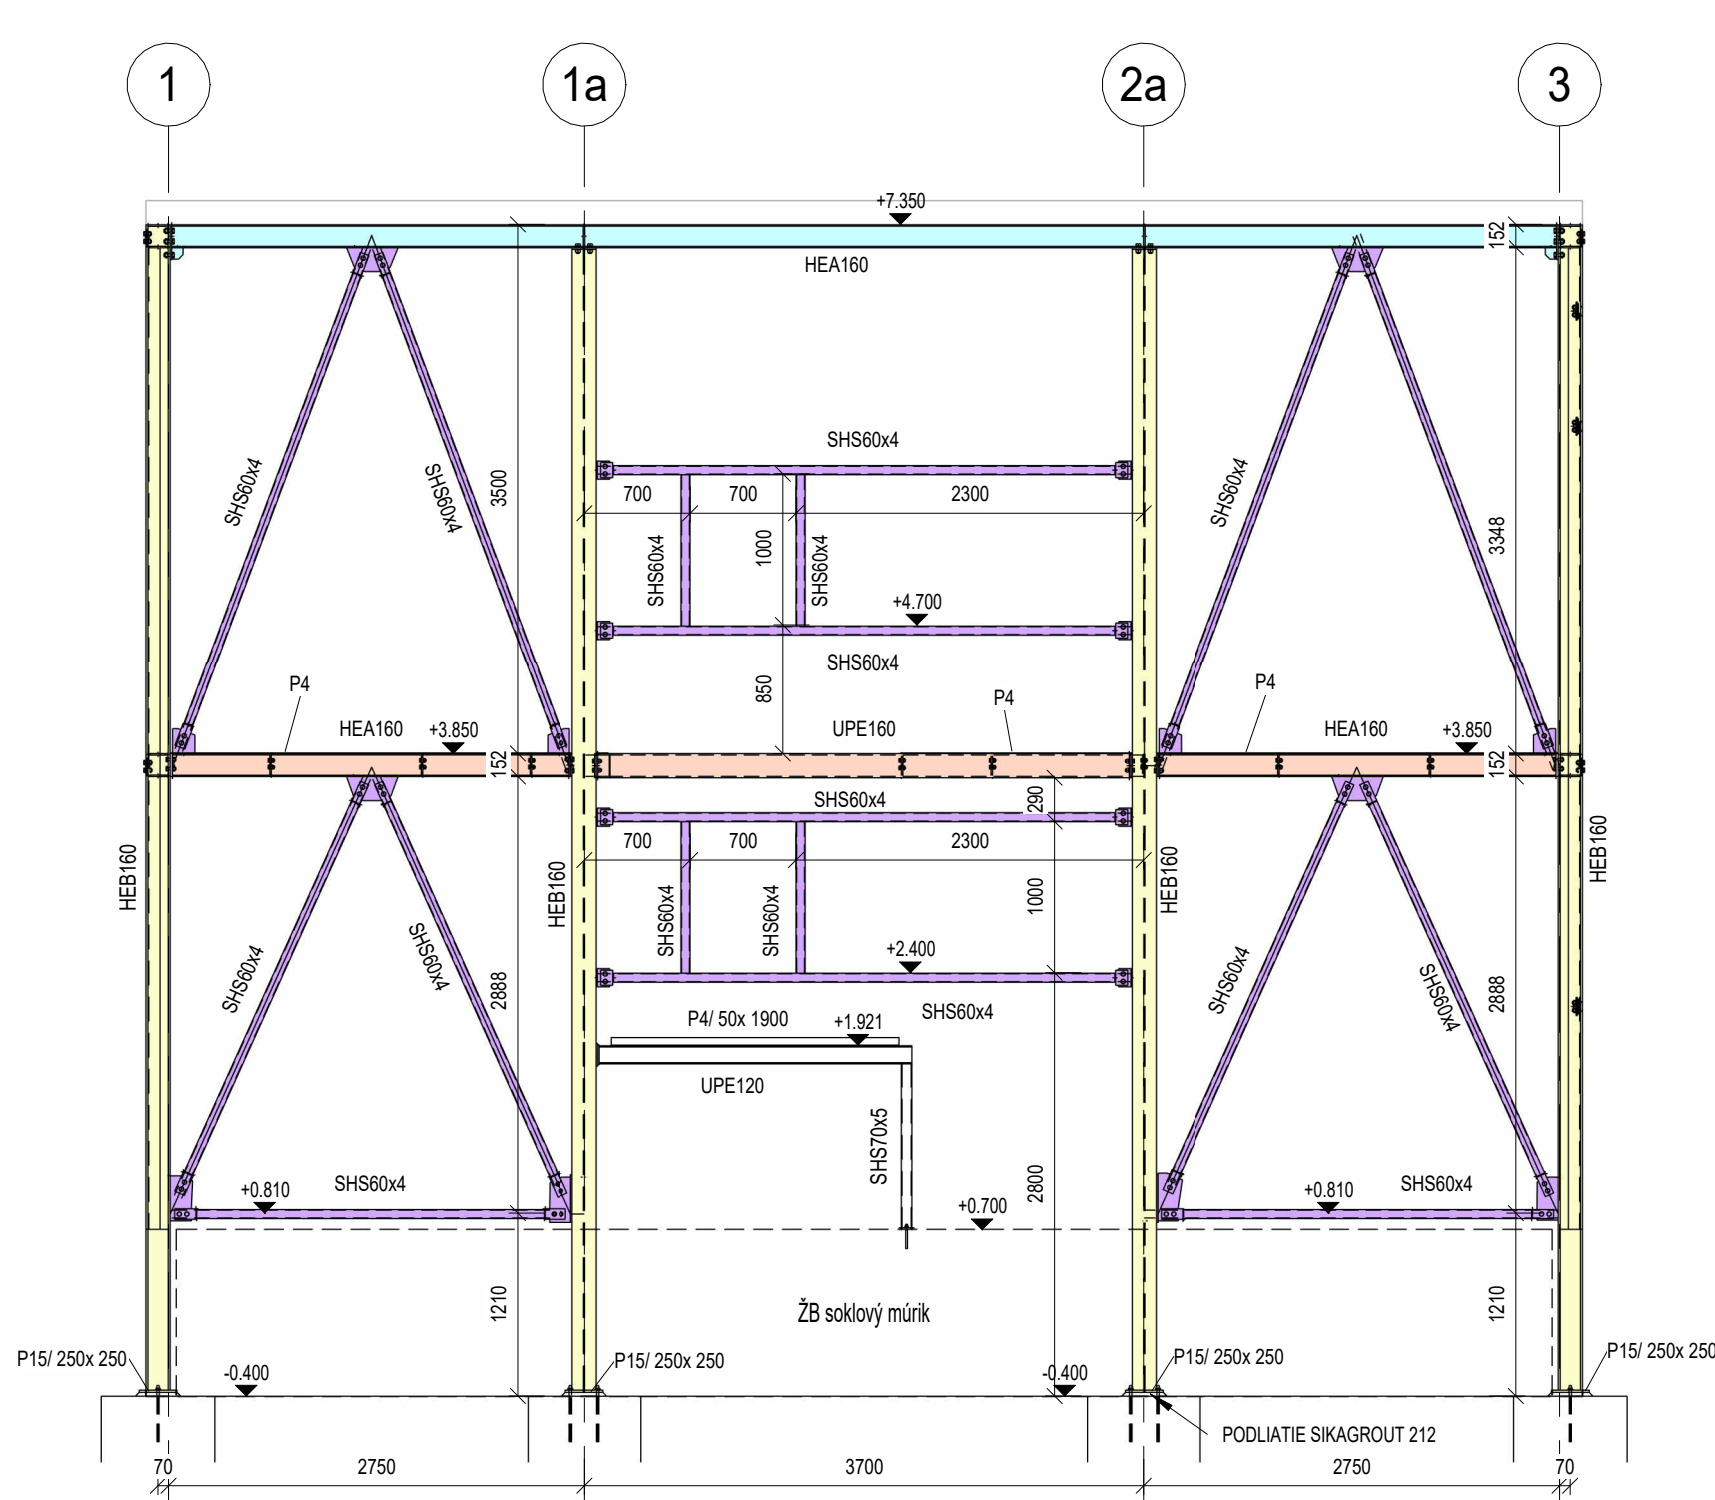 1
1a
2a
3
+7.350
152
HEA160
SHS60x4
SHS60x4
SHS60x4
3500
SHS60x4
3348
700
700
2300
SHS60x4
1000
SHS60x4
+4.700
SHS60x4
850
P4
P4
P4
HEA160
+3.850
UPE160
HEA160
+3.850
152
152
SHS60x4
290
HEB160
HEB160
HEB160
HEB160
700
700
2300
SHS60x4
SHS60x4
1000
SHS60x4
SHS60x4
2888
+2.400
SHS60x4
SHS60x4
SHS60x4
2888
P4/ 50x 1900
+1.921
UPE120
SHS70x5
2800
+0.810
SHS60x4
+0.700
+0.810
SHS60x4
1210
ŽB soklový múrik
1210
P15/ 250x 250
-0.400
P15/ 250x 250
-0.400
P15/ 250x 250
P15/ 250x 250
PODLIATIE SIKAGROUT 212
70
2750
3700
2750
70